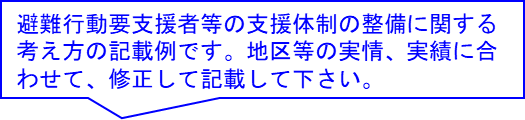 避難行動要支援者等の支援体制の整備に関する
考え方の記載例です。地区等の実情、実績に合
わせて、修正して記載して下さい。